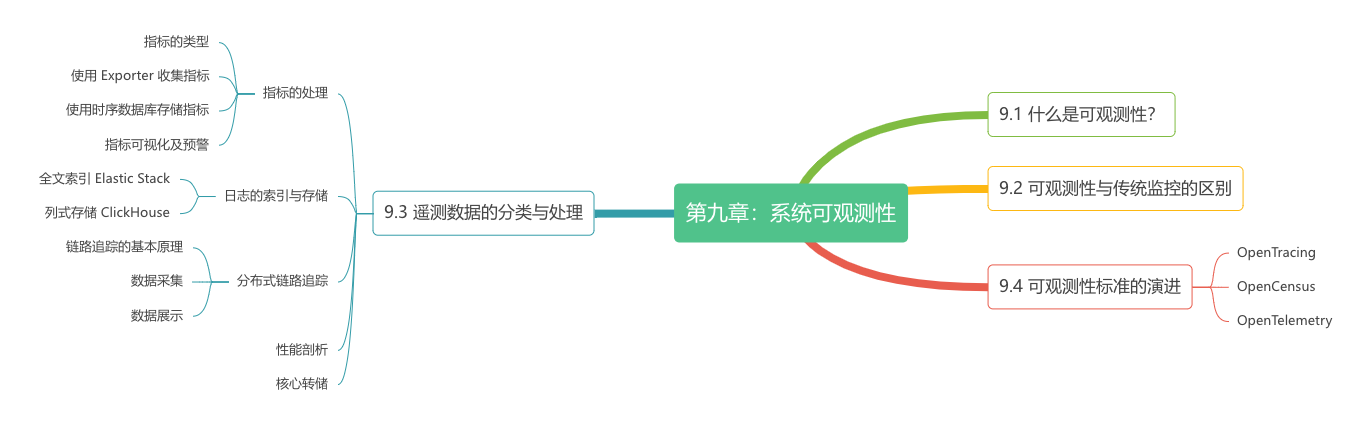 第九章：系统可观测性
9.1 什么是可观测性？
9.2 可观测性与传统监控的区别
9.3 遥测数据的分类与处理
指标的处理
指标的类型
使用 Exporter 收集指标
使用时序数据库存储指标
指标可视化及预警
日志的索引与存储
全文索引 Elastic Stack
列式存储 ClickHouse
分布式链路追踪
链路追踪的基本原理
数据采集
数据展示
性能剖析
核心转储
9.4 可观测性标准的演进
OpenTracing
OpenCensus
OpenTelemetry